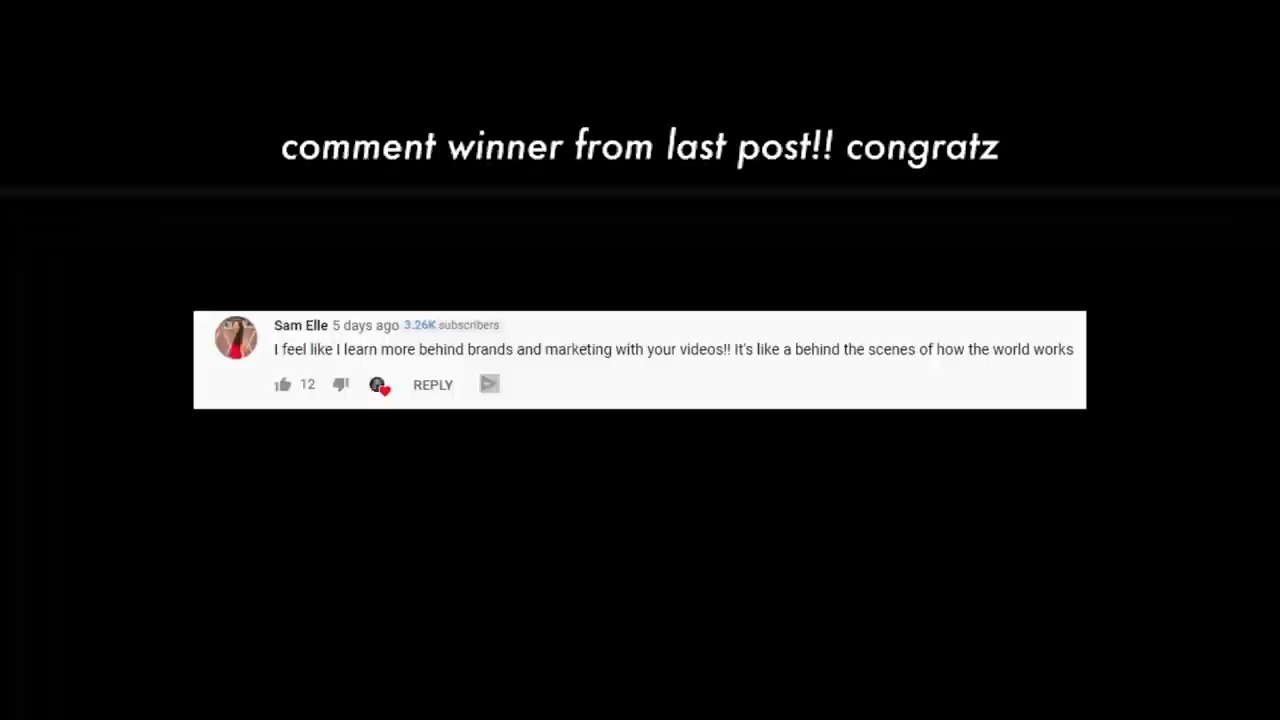 comment winner from last post!! congratz
Sam Elle 5 days ago 3.26K subscribers
I feel like I learn more behind brands and marketing with your videos!! It's like a behind the scenes of how the world works
12 REPLY